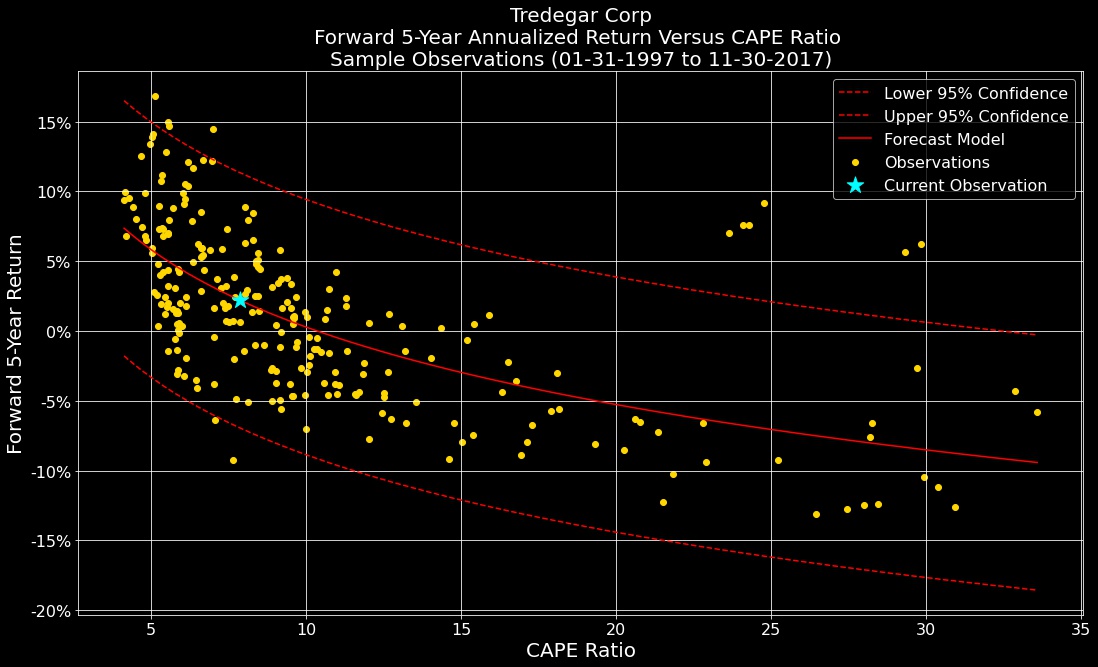 Tredegar Corp
Forward 5-Year Annualized Return Versus CAPE Ratio
Sample Observations (01-31-1997 to 11-30-2017)
Lower 95% Confidence
Upper 95% Confidence
Forecast Model
Observations
Current Observation
Forward 5-Year Return
15%
10%
5%
0%
-5%
-10%
-15%
-20%
5 10 15 20 25 30 35
CAPE Ratio